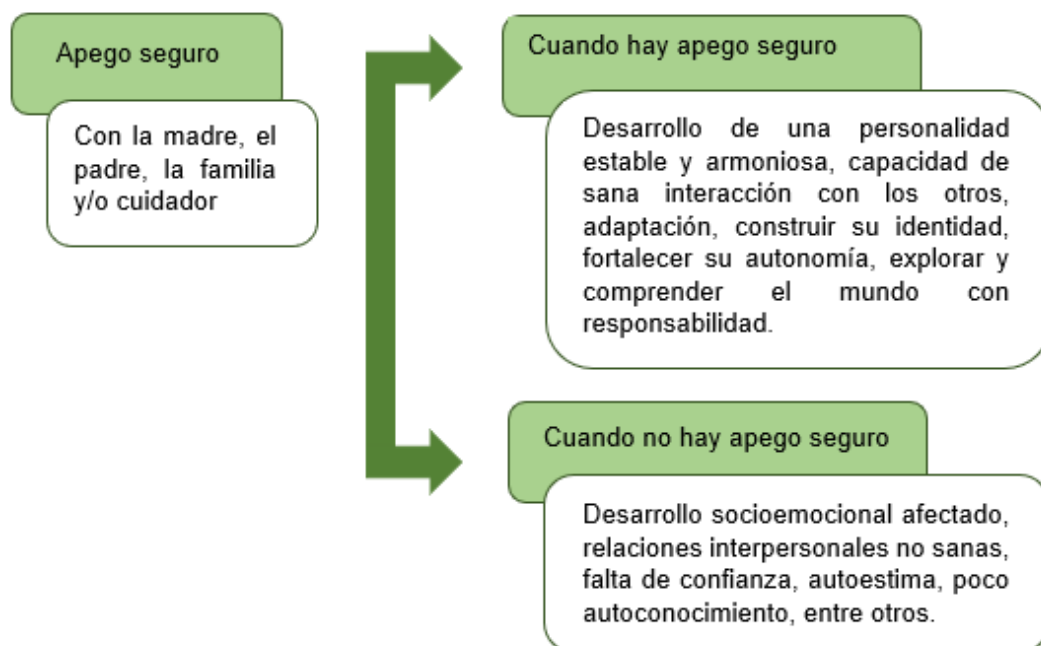 Apego seguro
Con la madre, el
padre, la familia
y/o cuidador
Cuando hay apego seguro
Desarrollo de una personalidad
estable y armoniosa, capacidad de
sana interacción con los otros,
adaptación, construir su identidad,
fortalecer su autonomía, explorar y
comprender el mundo con
responsabilidad.
Cuando no hay apego seguro
Desarrollo socioemocional afectado,
relaciones interpersonales no sanas,
falta de confianza, autoestima, poco
autoconocimiento, entre otros.